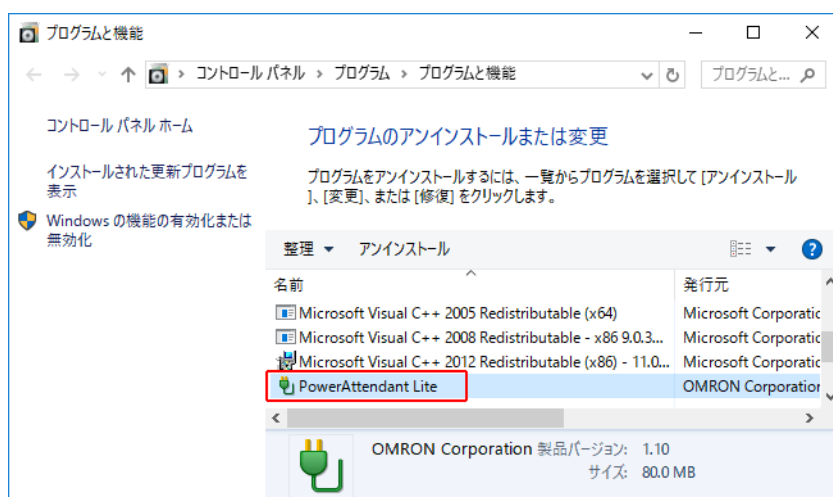 プログラムと機能
コントロール パネル › プログラム › プログラムと機能
プログラムと...
コントロール パネル ホーム
インストールされた更新プログラムを
表示
Windows の機能の有効化または
無効化
プログラムのアンインストールまたは変更
プログラムをアンインストールするには、一覧からプログラムを選択して [アンインストール
]、[変更]、または [修復] をクリックします。
整理 アンインストール
名前 発行元
Microsoft Visual C++ 2005 Redistributable (x64) Microsoft Corporatic
Microsoft Visual C++ 2008 Redistributable - x86 9.0.3... Microsoft Corporatic
Microsoft Visual C++ 2012 Redistributable (x86) - 11.0... Microsoft Corporatic
PowerAttendant Lite OMRON Corporation
OMRON Corporation 製品バージョン: 1.10
サイズ: 80.0 MB